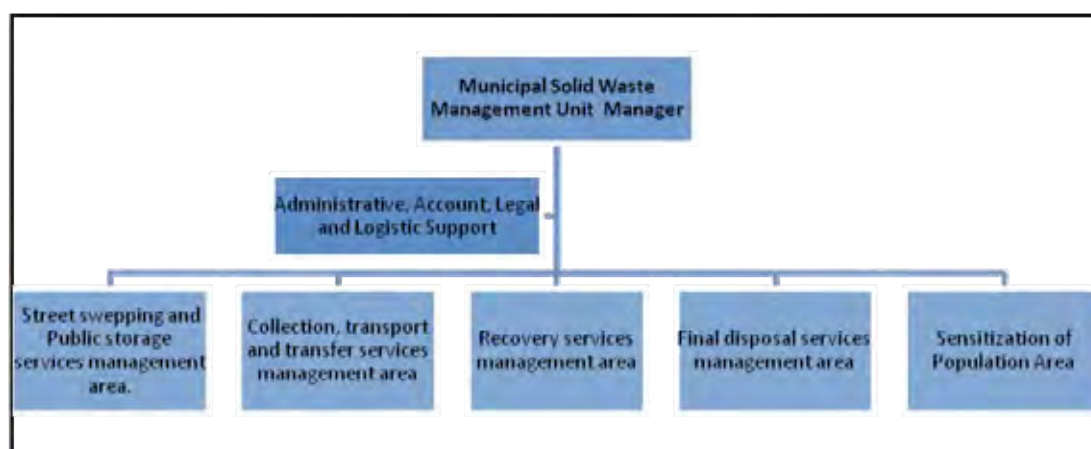 Municipal Solid Waste
Management Unit Manager
Administrative, Account, Legal
and Logistic Support
Street swepping and
Public storage
services management
area.
Collection, transport
and transfer services
management area
Recovery services
management area
Final disposal services
management area
Sensitization of
Population Area